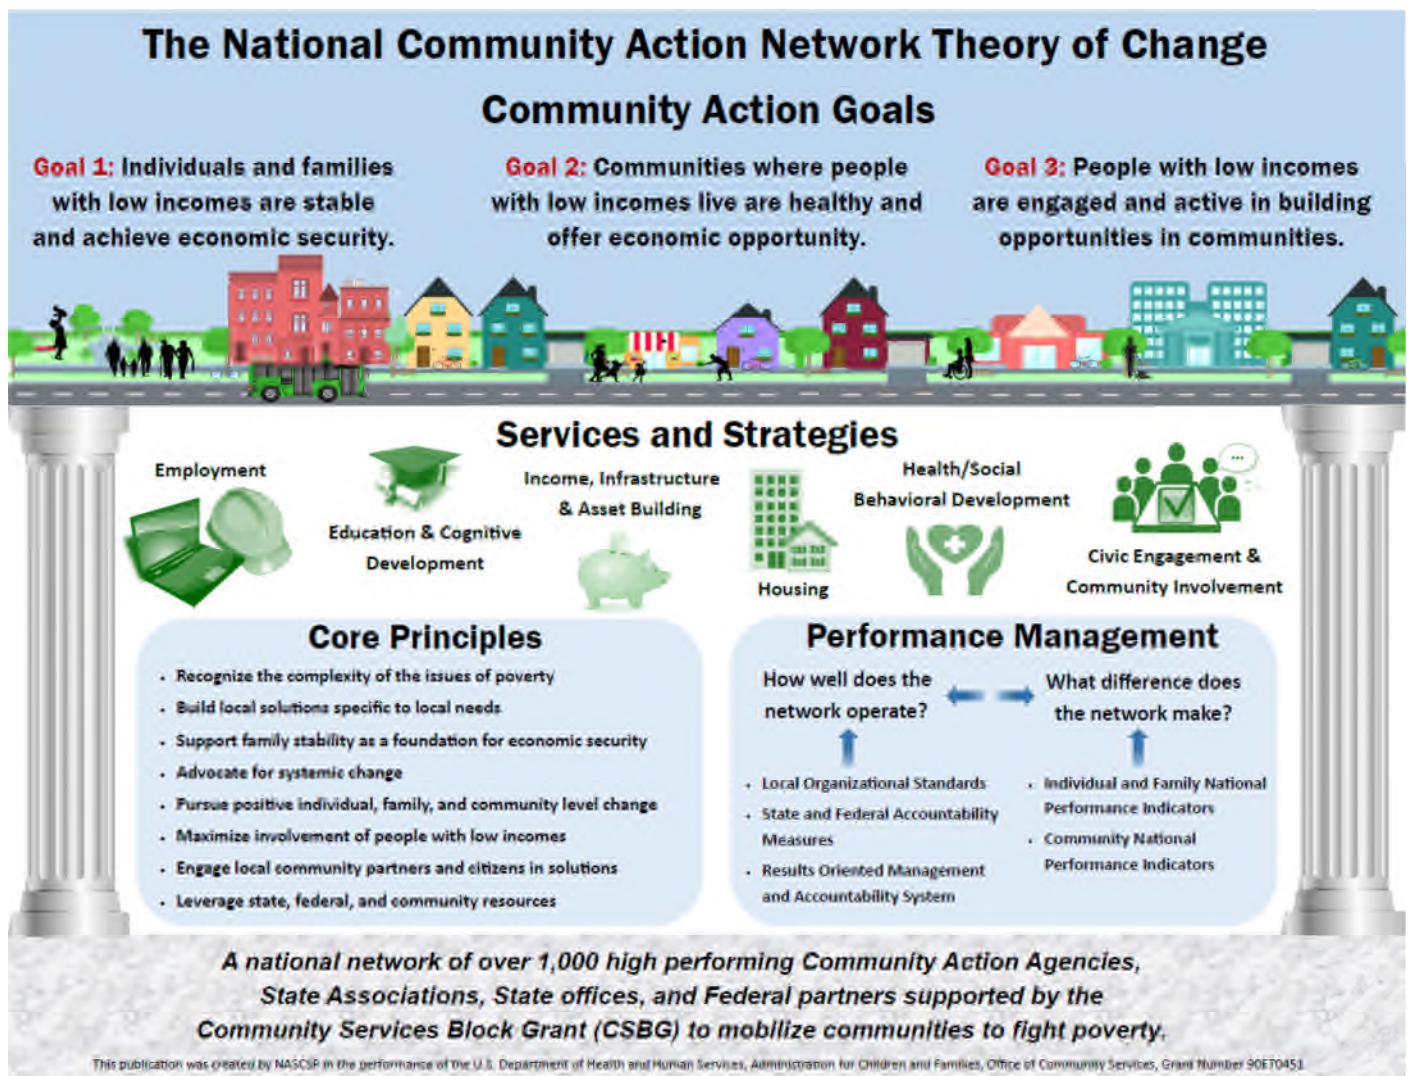 The National Community Action Network Theory of Change
Community Action Goals
Goal 1: Individuals and families
with low incomes are stable
and achieve economic security.
Goal 2: Communities where people
with low incomes live are healthy and
offer economic opportunity.
Goal 3: People with low incomes
are engaged and active in building
opportunities in communities.
Services and Strategies
Employment
Education & Cognitive
Development
Income, Infrastructure
& Asset Building
Housing
Health/Social
Behavioral Development
Civic Engagement &
Community Involvement
Core Principles
• Recognize the complexity of the issues of poverty
• Build local solutions specific to local needs
• Support family stability as a foundation for economic security
• Advocate for systemic change
• Pursue positive individual, family, and community level change
• Maximize involvement of people with low incomes
• Engage local community partners and citizens in solutions
• Leverage state, federal, and community resources
Performance Management
How well does the
network operate?
• Local Organizational Standards
• State and Federal Accountability
Measures
• Results Oriented Management
and Accountability System
What difference does
the network make?
• Individual and Family National
Performance Indicators
• Community National
Performance Indicators
A national network of over 1,000 high performing Community Action Agencies,
State Associations, State offices, and Federal partners supported by the
Community Services Block Grant (CSBG) to mobilize communities to fight poverty.
This publication was created by NASCSP in the performance of the U.S. Department of Health and Human Services, Administration for Children and Families, Office of Community Services, Grant Number 90ET0451